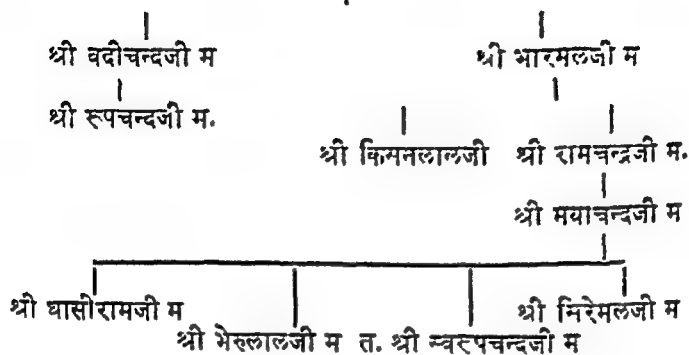 श्री वदीचन्दजी म
श्री भारमलजी म
श्री रूपचन्दजी म.
श्री किसनलालजी
श्री रामचन्द्रजी म.
श्री मयाचन्दजी म
श्री घासीरामजी म
श्री भेरुलालजी म
त. श्री स्वरूपचन्दजी म
श्री मिरेमलजी म